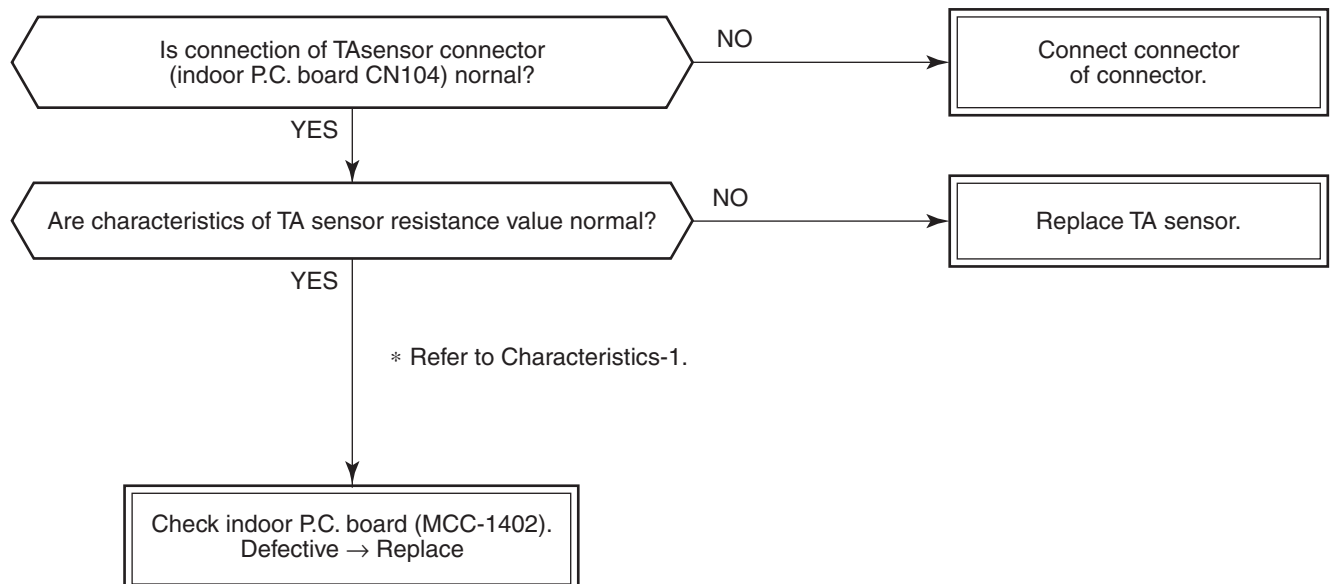 Is connection of TAsensor connector
(indoor P.C. board CN104) nornal?
NO
Connect connector
of connector.
YES
Are characteristics of TA sensor resistance value normal?
NO
Replace TA sensor.
YES
* Refer to Characteristics-1.
Check indoor P.C. board (MCC-1402).
Defective → Replace